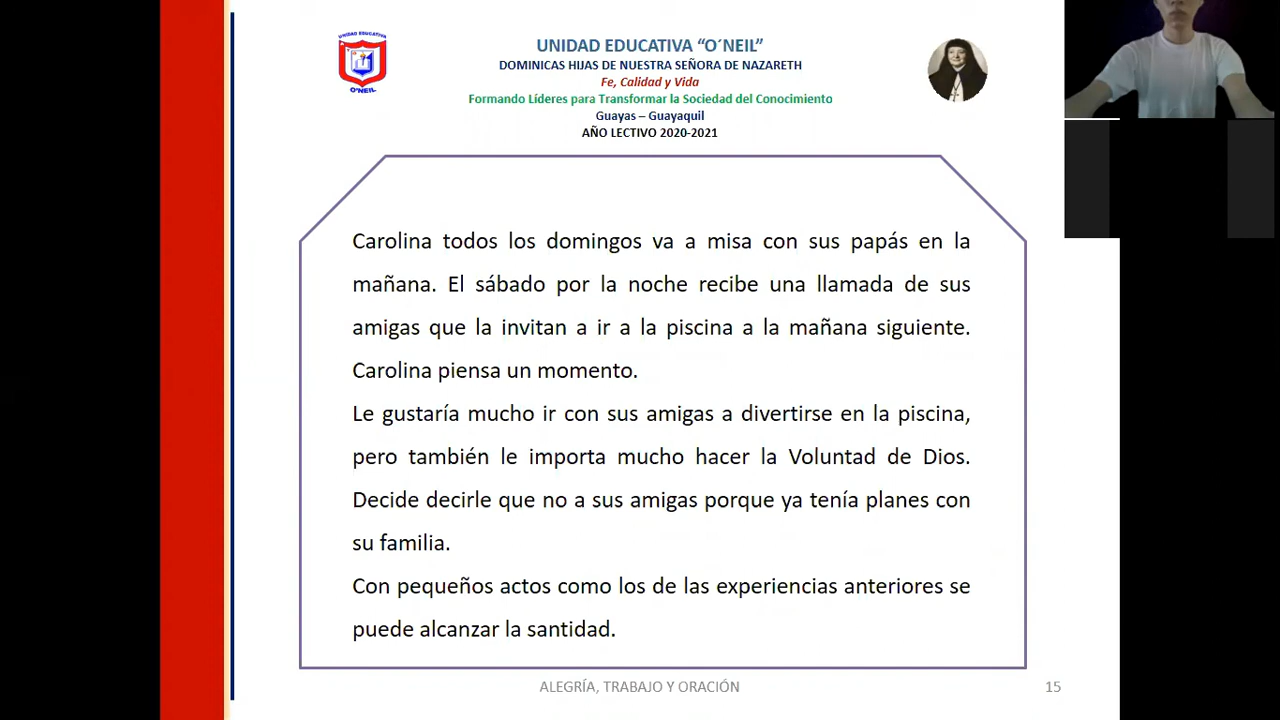 UNIDAD EDUCATIVA
O'NEIL
UNIDAD EDUCATIVA “O´NEIL”
DOMINICAS HIJAS DE NUESTRA SEÑORA DE NAZARETH
Fe, Calidad y Vida
Formando Líderes para Transformar la Sociedad del Conocimiento
Guayas – Guayaquil
AÑO LECTIVO 2020-2021
Carolina todos los domingos va a misa con sus papás en la
mañana. El sábado por la noche recibe una llamada de sus
amigas que la invitan a ir a la piscina a la mañana siguiente.
Carolina piensa un momento.
Le gustaría mucho ir con sus amigas a divertirse en la piscina,
pero también le importa mucho hacer la Voluntad de Dios.
Decide decirle que no a sus amigas porque ya tenía planes con
su familia.
Con pequeños actos como los de las experiencias anteriores se
puede alcanzar la santidad.
ALEGRÍA, TRABAJO Y ORACIÓN
15